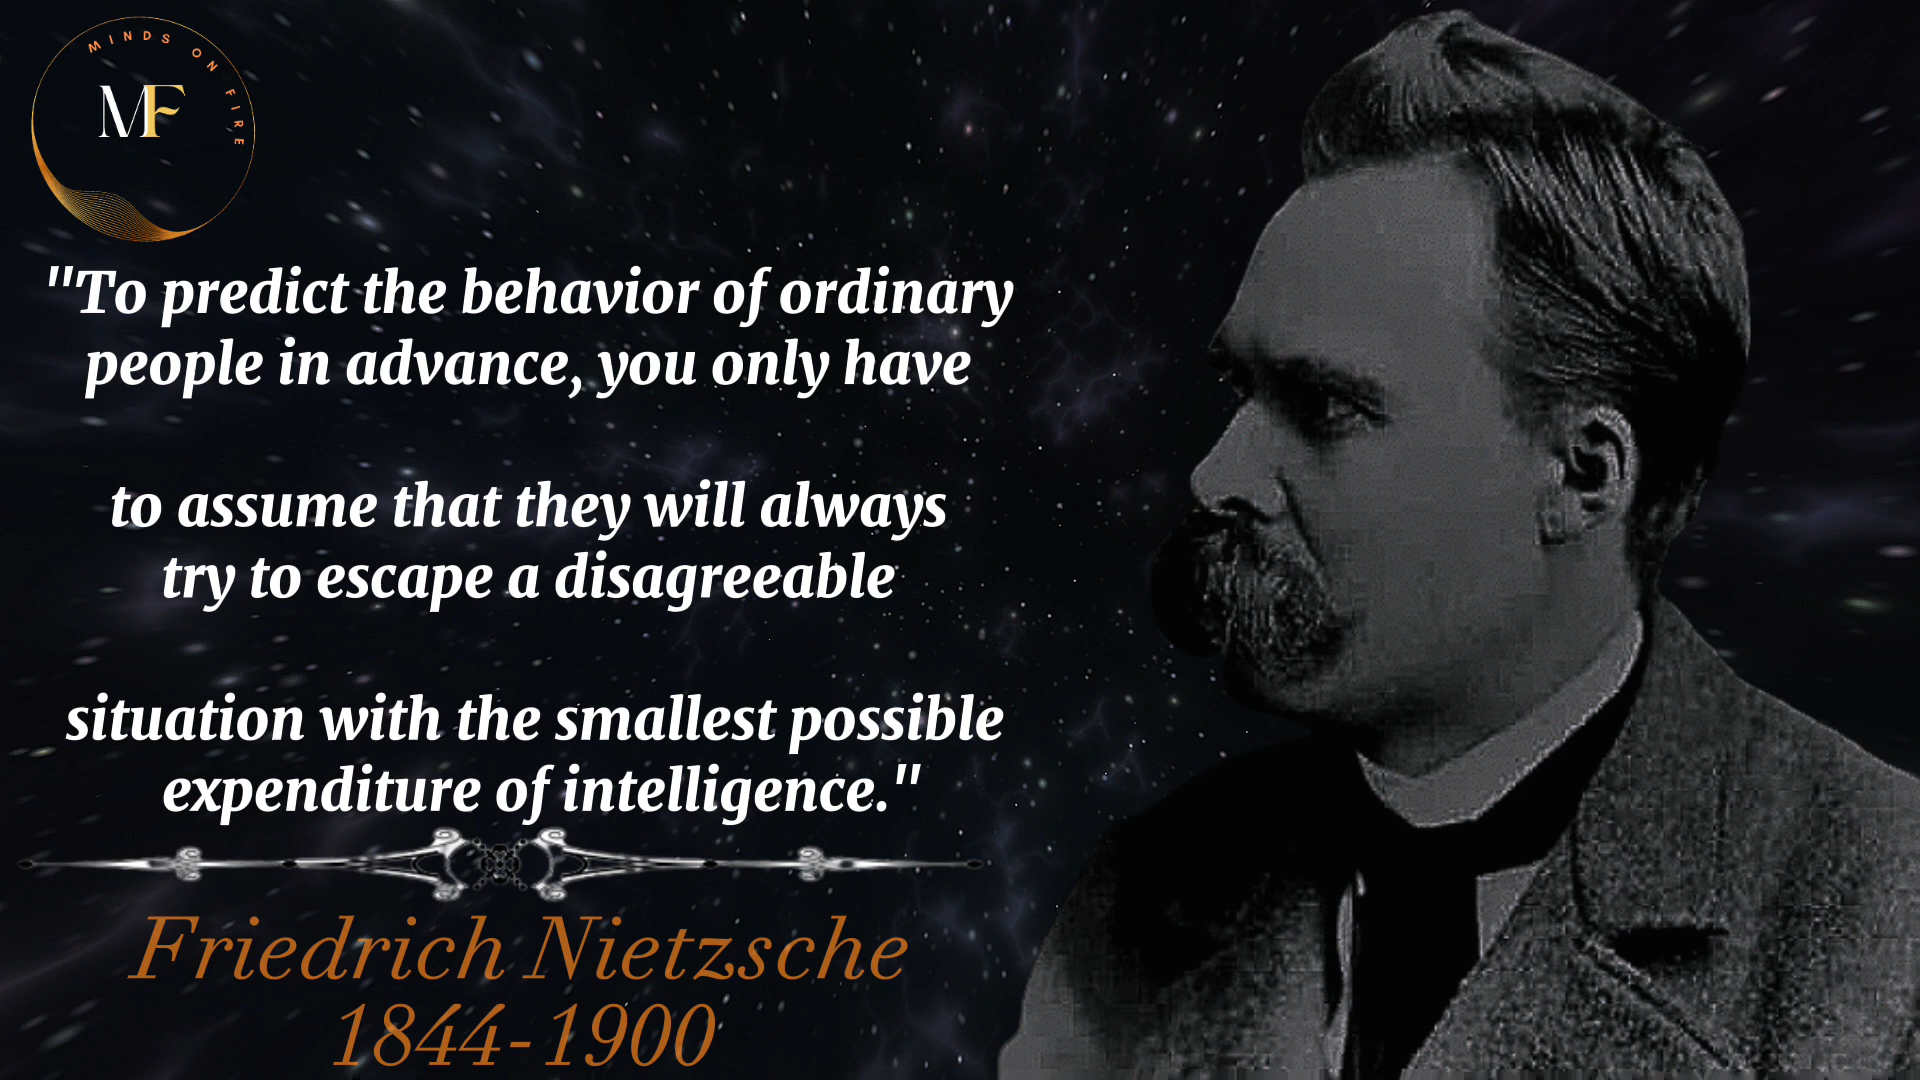 MINDS ON FIRE
MF
"To predict the behavior of ordinary
people in advance, you only have
to assume that they will always
try to escape a disagreeable
situation with the smallest possible
expenditure of intelligence."
Friedrich Nietzsche
1844-1900